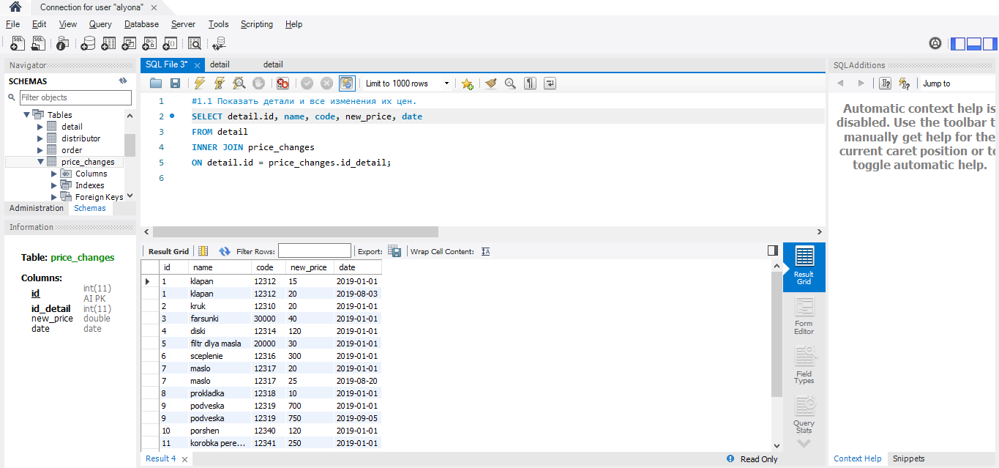 Connection for user "alyona" ×
File Edit View Query Database Server Tools Scripting Help
Navigator
SCHEMAS
Filter objects
Tables
detail
distributor
order
price_changes
Columns
Indexes
Foreign Keys
Administration Schemas
Information
Table: price_changes
Columns:
id int(11)
AI PK
id_detail int(11)
new_price double
date date
SQL File 3* × detail detail
Limit to 1000 rows
1 #1.1 Показать детали и все изменения их цен.
2 SELECT detail.id, name, code, new_price, date
3 FROM detail
4 INNER JOIN price_changes
5 ON detail.id = price_changes.id_detail;
6
Result Grid Filter Rows: Export: Wrap Cell Content:
id name code new_price date
1 klapan 12312 15 2019-01-01
1 klapan 12312 20 2019-08-03
2 kruk 12310 20 2019-01-01
3 farsunki 30000 40 2019-01-01
4 diski 12314 120 2019-01-01
5 filtr dlya masla 20000 30 2019-01-01
6 sceplenie 12316 300 2019-01-01
7 maslo 12317 20 2019-01-01
7 maslo 12317 25 2019-08-20
8 prokladka 12318 10 2019-01-01
9 podveska 12319 700 2019-01-01
9 podveska 12319 750 2019-09-05
10 porshen 12340 120 2019-01-01
11 korobka pere... 12341 250 2019-01-01
Result 4 ×
Read Only
Result
Grid
Form
Editor
Field
Types
Query
Stats
SQLAdditions
Jump to
Automatic context help is
disabled. Use the toolbar t
manually get help for the
current caret position or to
toggle automatic help.
Context Help Snippets